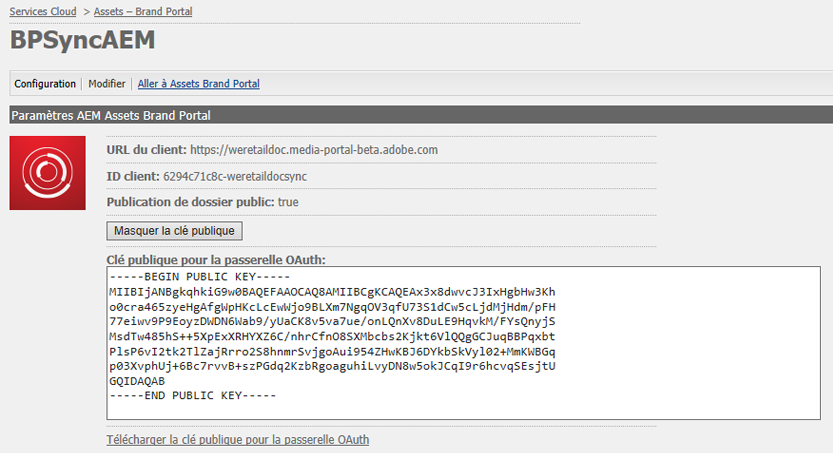 Services Cloud > Assets – Brand Portal
BPSyncAEM
Configuration | Modifier | Aller à Assets Brand Portal
Paramètres AEM Assets Brand Portal
URL du client: https://weretaildoc.media-portal-beta.adobe.com
ID client: 6294c71c8c-weretaildocsync
Publication de dossier public: true
Masquer la clé publique
Clé publique pour la passerelle OAuth:
-----BEGIN PUBLIC KEY-----
MIIBIjANBgkqhkiG9w0BAQEFAAOCAQ8AMIIBCgKCAQEAx3x8dwvcJ3IxHgbHw3Kh
o0cra465zyeHgAfgWpHKcLcEwWjo9BLXm7NgqOV3qfU73S1dCw5cLjdMjHdm/pFH
77eiwv9P9EoyzDWDN6Wab9/yUaCK8v5va7ue/onLQnXv8DuLE9HqvkM/FYsQnyjS
MsdTw485hS++5XpExXRHYXZ6C/nhrCfnO8SXMbcbs2Kjkt6VlQQgGCJuqBBPqxbt
PlsP6vI2tk2TlZajRrro2S8hnmrSvjgoAui954ZHwKBJ6DYkbSkVyl02+MmKWBGq
p03XvphUj+6Bc7rvvB+szPGdq2KzbRgoaguhiLvyDN8w5okJCqI9r6hcvqSEsjtU
GQIDAQAB
-----END PUBLIC KEY-----
Télécharger la clé publique pour la passerelle OAuth